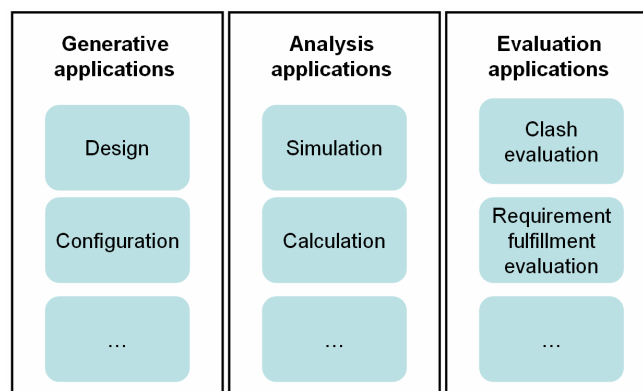 Generative
applications
Design
Configuration
...
Analysis
applications
Simulation
Calculation
...
Evaluation
applications
Clash
evaluation
Requirement
fulfillment
evaluation
...